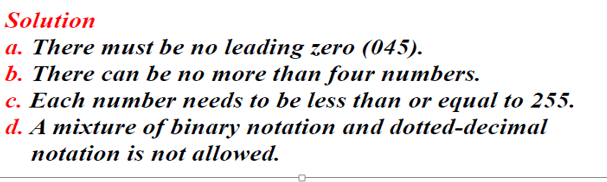 Solution
a. There must be no leading zero (045).
b. There can be no more than four numbers.
c. Each number needs to be less than or equal to 255.
d. A mixture of binary notation and dotted-decimal
notation is not allowed.